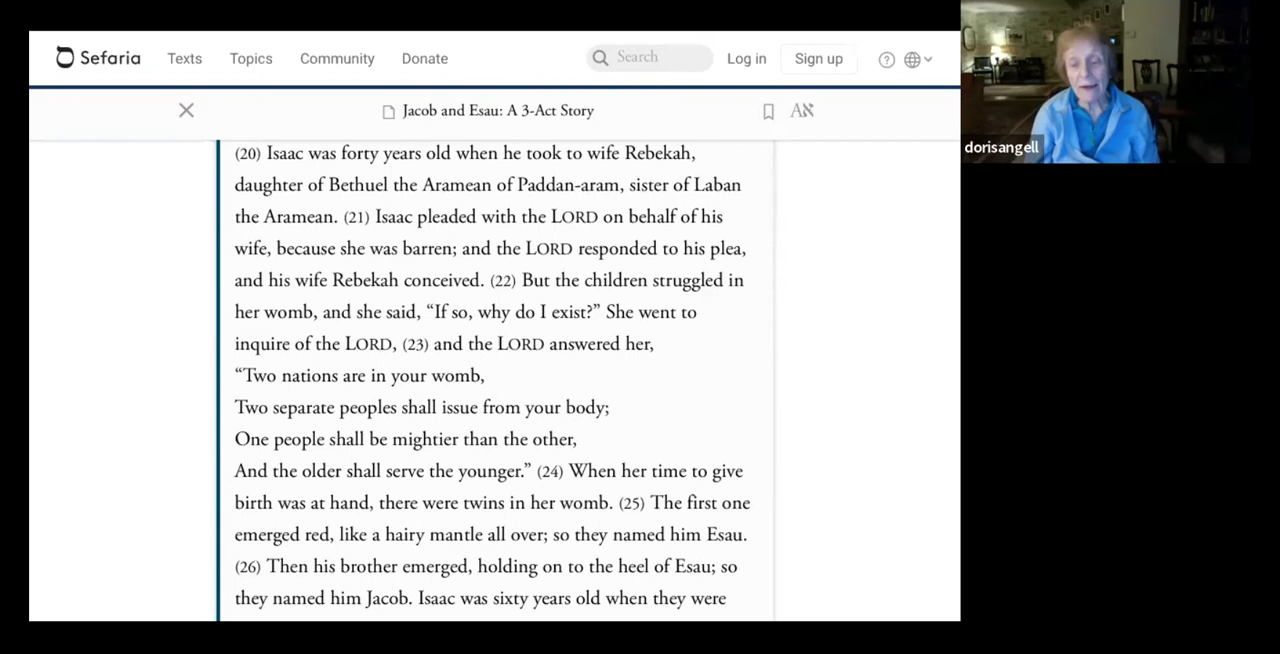 Sefaria Texts Topics Community Donate Search Log in Sign up
Jacob and Esau: A 3-Act Story Aא
(20) Isaac was forty years old when he took to wife Rebekah,
daughter of Bethuel the Aramean of Paddan-aram, sister of Laban
the Aramean. (21) Isaac pleaded with the LORD on behalf of his
wife, because she was barren; and the LORD responded to his plea,
and his wife Rebekah conceived. (22) But the children struggled in
her womb, and she said, “If so, why do I exist?” She went to
inquire of the LORD, (23) and the LORD answered her,
“Two nations are in your womb,
Two separate peoples shall issue from your body;
One people shall be mightier than the other,
And the older shall serve the younger.” (24) When her time to give
birth was at hand, there were twins in her womb. (25) The first one
emerged red, like a hairy mantle all over; so they named him Esau.
(26) Then his brother emerged, holding on to the heel of Esau; so
they named him Jacob. Isaac was sixty years old when they were
dorisangell